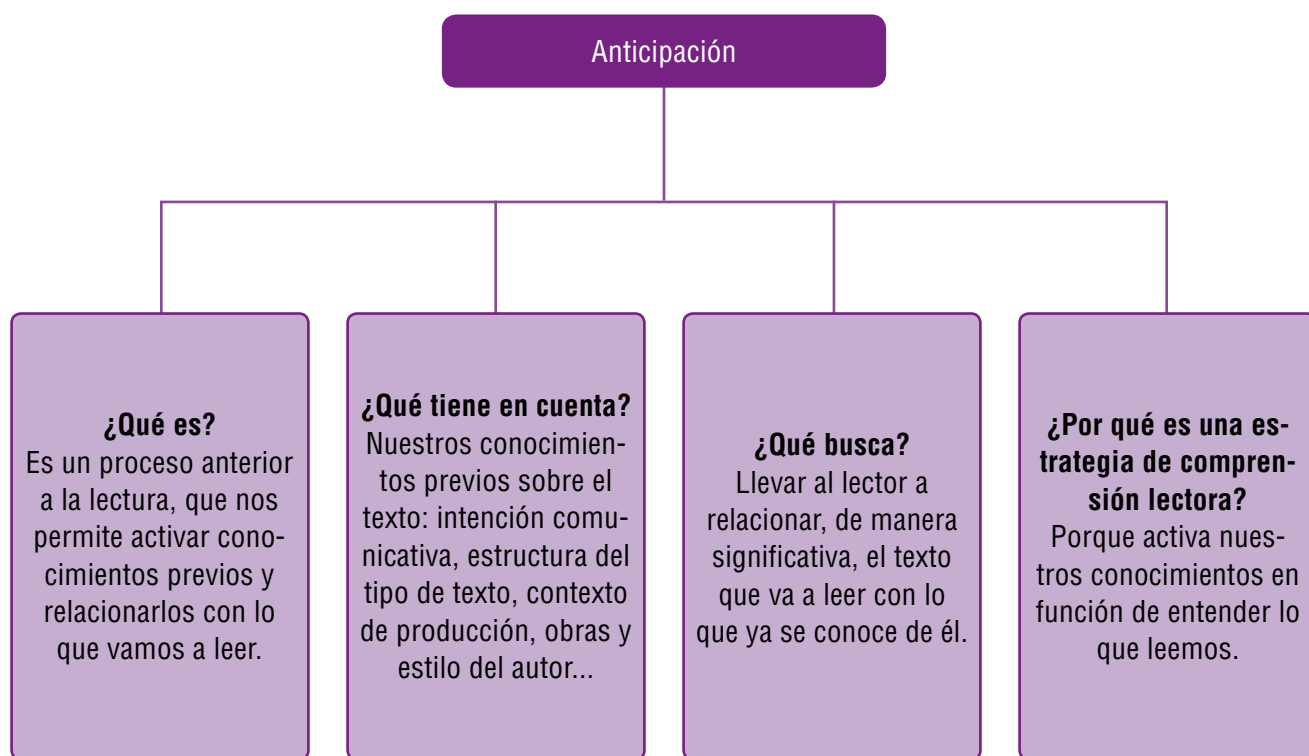 Anticipación
¿Qué es?
Es un proceso anterior
a la lectura, que nos
permite activar cono-
cimientos previos y
relacionarlos con lo
que vamos a leer.
¿Qué tiene en cuenta?
Nuestros conocimien-
tos previos sobre el
texto: intención comu-
nicativa, estructura del
tipo de texto, contexto
de producción, obras y
estilo del autor...
¿Qué busca?
Llevar al lector a
relacionar, de manera
significativa, el texto
que va a leer con lo
que ya se conoce de él.
¿Por qué es una es-
trategia de compren-
sión lectora?
Porque activa nues-
tros conocimientos en
función de entender lo
que leemos.